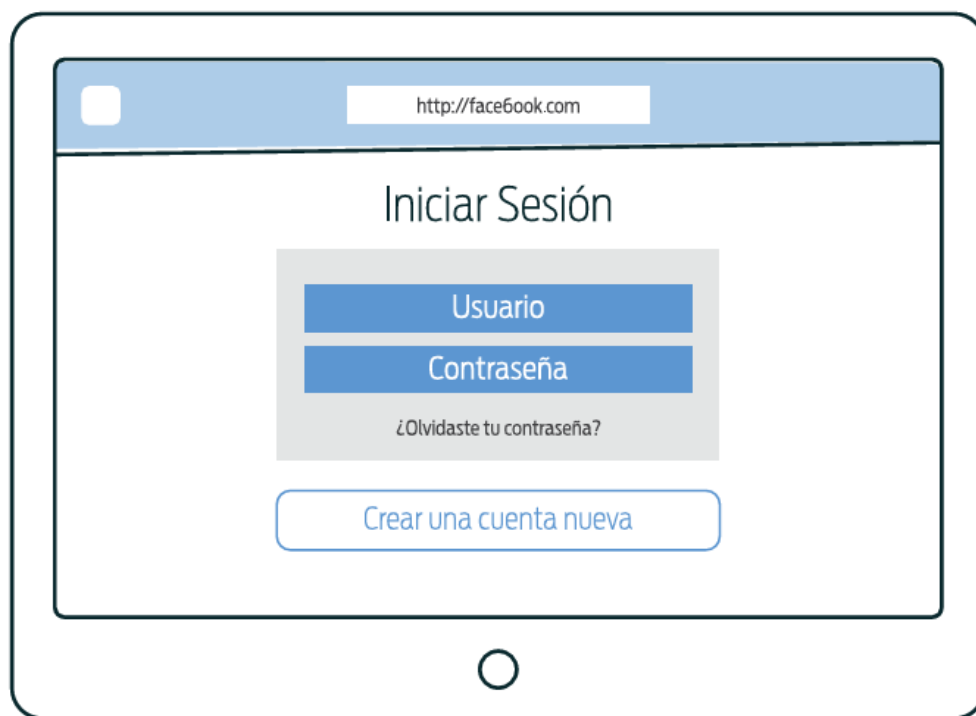 http://face6ook.com
Iniciar Sesión
Usuario
Contraseña
¿Olvidaste tu contraseña?
Crear una cuenta nueva